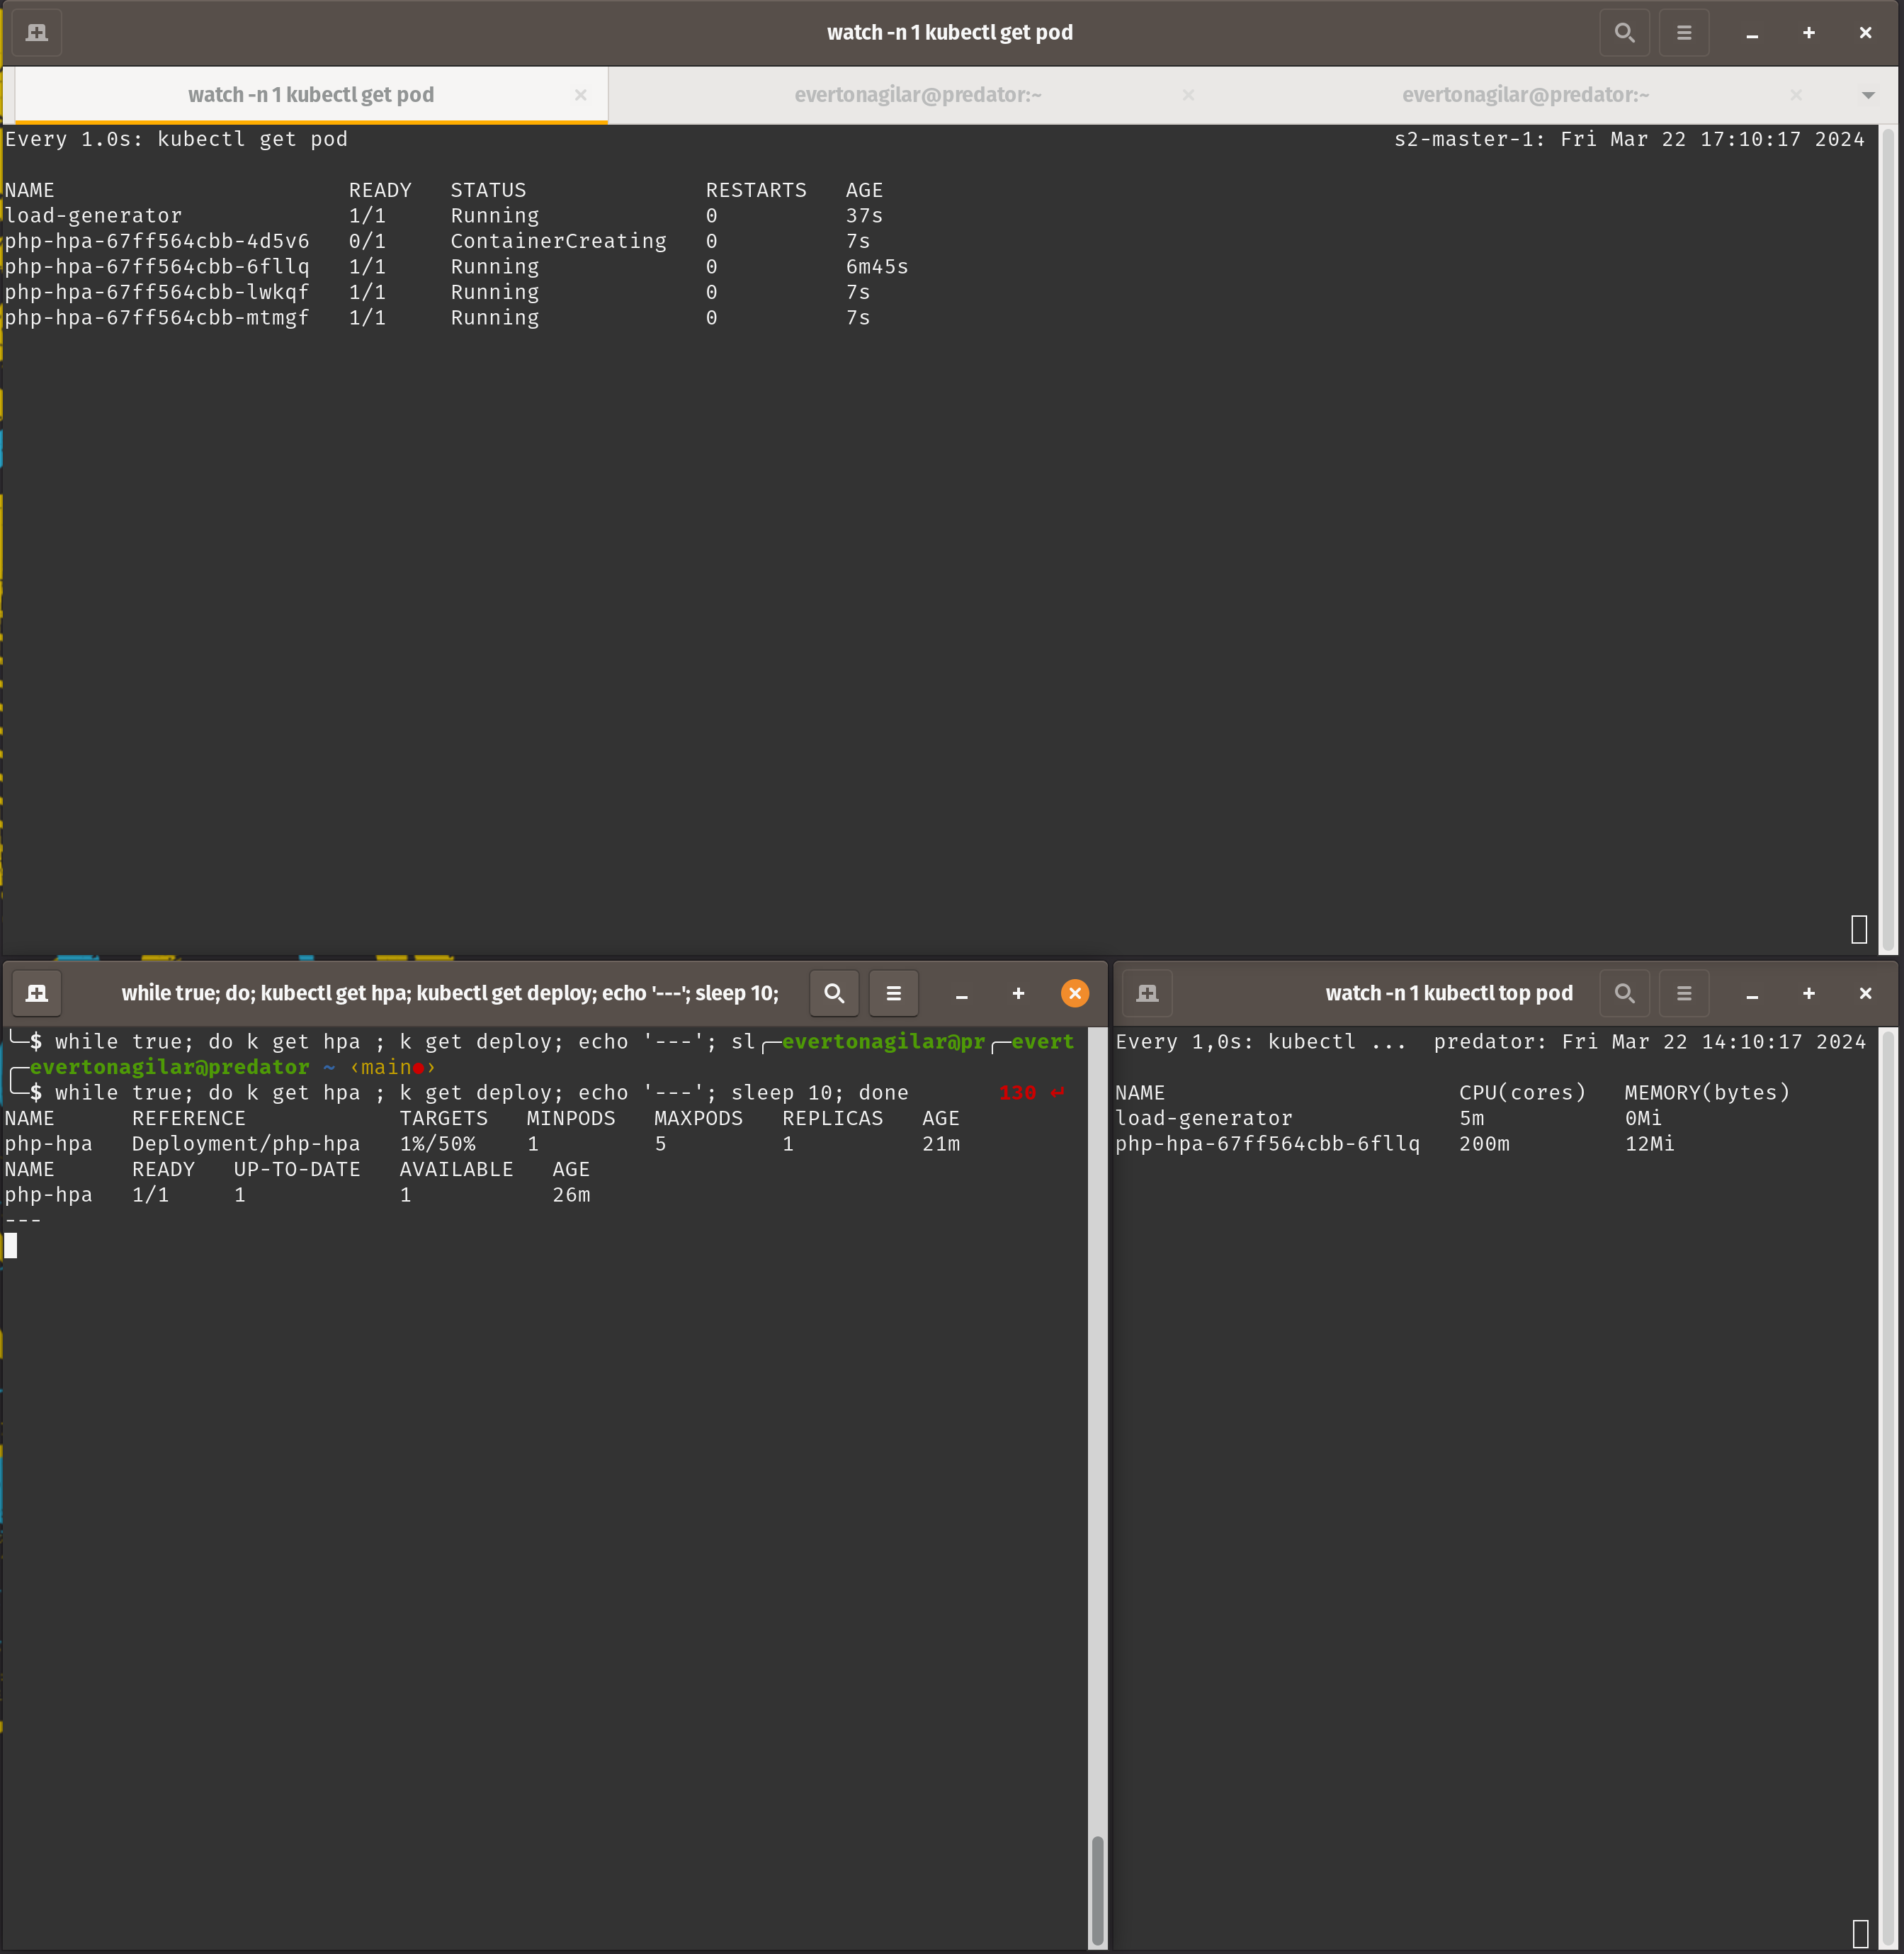 watch -n 1 kubectl get pod
watch -n 1 kubectl get pod evertonagilar@predator:~ evertonagilar@predator:~
Every 1.0s: kubectl get pod s2-master-1: Fri Mar 22 17:10:17 2024
NAME READY STATUS RESTARTS AGE
load-generator 1/1 Running 0 37s
php-hpa-67ff564cbb-4d5v6 0/1 ContainerCreating 0 7s
php-hpa-67ff564cbb-6fllq 1/1 Running 0 6m45s
php-hpa-67ff564cbb-lwkqf 1/1 Running 0 7s
php-hpa-67ff564cbb-mtmgf 1/1 Running 0 7s
while true; do; kubectl get hpa; kubectl get deploy; echo '---'; sleep 10;
╰─$ while true; do k get hpa ; k get deploy; echo '---'; sl╭─evertonagilar@pr╭─evert
╭─evertonagilar@predator ~ ‹main●›
╰─$ while true; do k get hpa ; k get deploy; echo '---'; sleep 10; done 130 ↵
NAME REFERENCE TARGETS MINPODS MAXPODS REPLICAS AGE
php-hpa Deployment/php-hpa 1%/50% 1 5 1 21m
NAME READY UP-TO-DATE AVAILABLE AGE
php-hpa 1/1 1 1 26m
---
watch -n 1 kubectl top pod
Every 1,0s: kubectl ... predator: Fri Mar 22 14:10:17 2024
NAME CPU(cores) MEMORY(bytes)
load-generator 5m 0Mi
php-hpa-67ff564cbb-6fllq 200m 12Mi